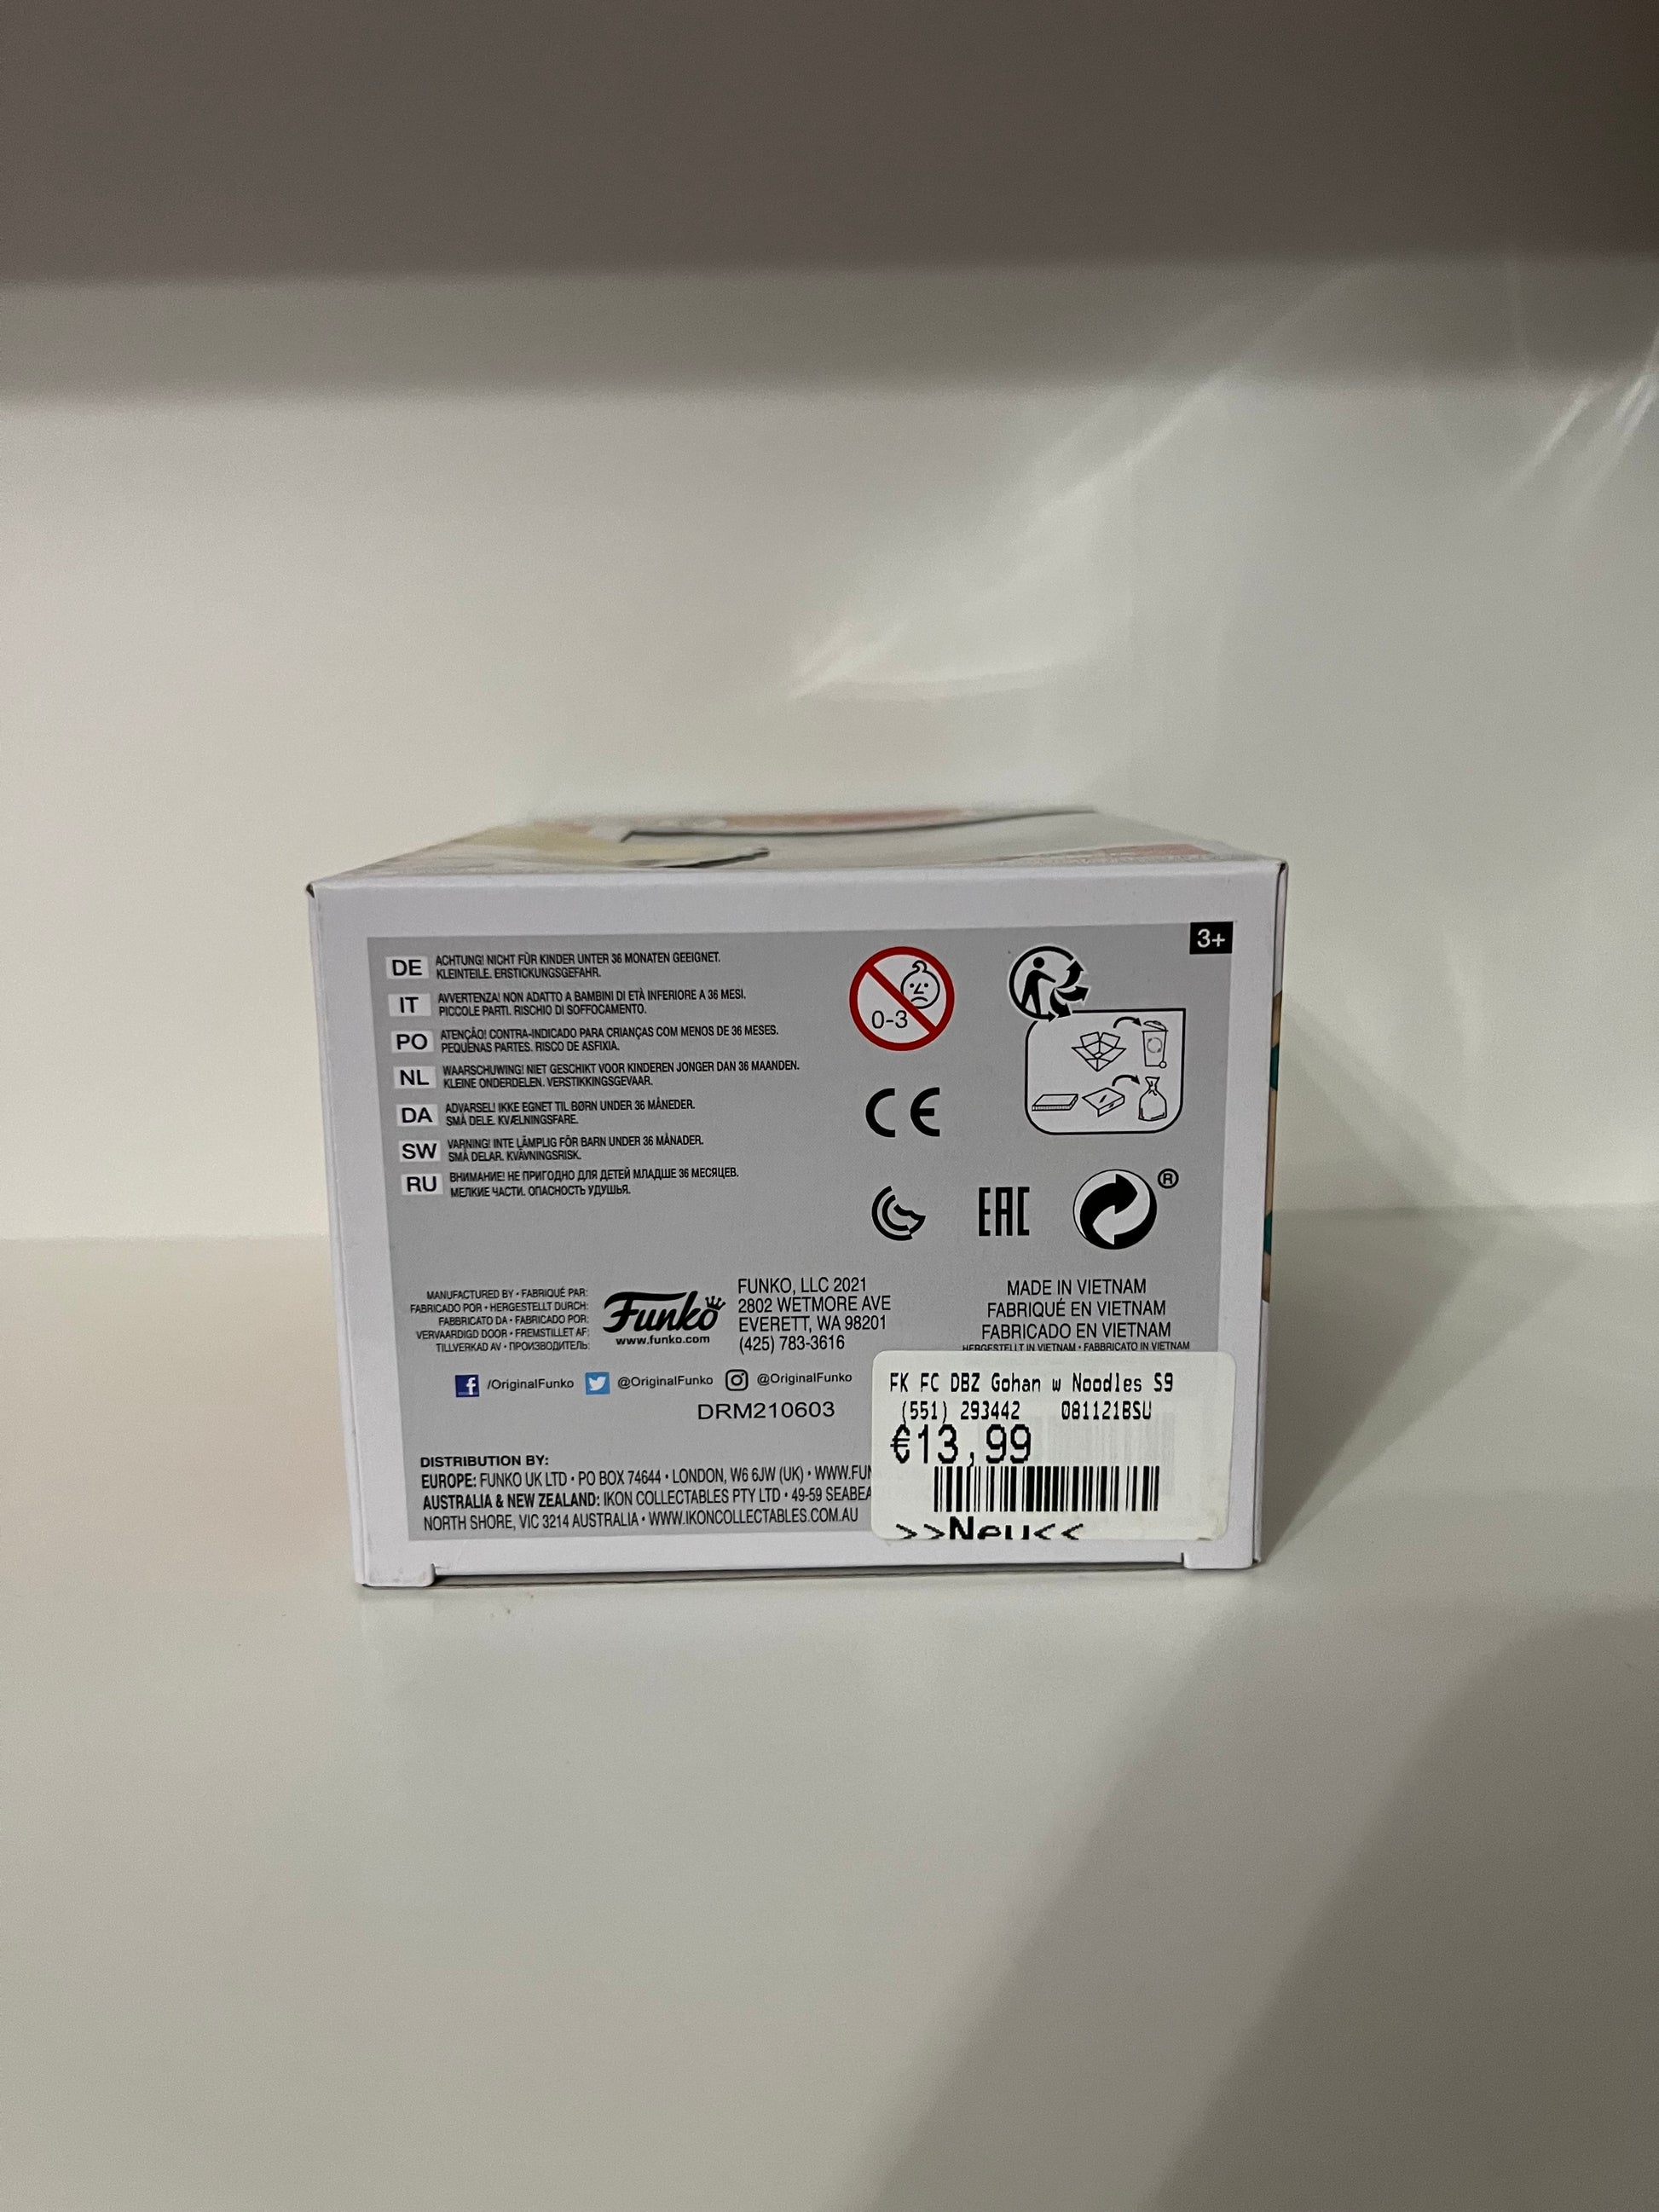 3+
DE ACHTUNG! NICHT FÜR KINDER UNTER 36 MONATEN GEEIGNET.
KLEINTEILE. ERSTICKUNGSGEFAHR.
IT AVVERTENZA! NON ADATTO A BAMBINI DI ETÀ INFERIORE A 36 MESI.
PICCOLE PARTI. RISCHIO DI SOFFOCAMENTO.
PO ATENÇÃO! CONTRA-INDICADO PARA CRIANÇAS COM MENOS DE 36 MESES.
PEQUENAS PARTES. RISCO DE ASFIXIA.
NL WAARSCHUWING! NIET GESCHIKT VOOR KINDEREN JONGER DAN 36 MAANDEN.
KLEINE ONDERDELEN. VERSTIKKINGSGEVAAR.
DA ADVARSEL! IKKE EGNET TIL BØRN UNDER 36 MÅNEDER.
SMÅ DELE. KVÆLNINGSFARE.
SW VARNING! INTE LÄMPLIG FÖR BARN UNDER 36 MÅNADER.
SMÅ DELAR. KVÄVNINGSRISK.
RU ВНИМАНИЕ! НЕ ПРИГОДНО ДЛЯ ДЕТЕЙ МЛАДШЕ 36 МЕСЯЦЕВ.
МЕЛКИЕ ЧАСТИ. ОПАСНОСТЬ УДУШЬЯ.
0-3
CE
EAC
®
MANUFACTURED BY • FABRIQUÉ PAR:
FABRICADO POR • HERGESTELLT DURCH:
FABBRICATO DA • FABRICADO POR:
VERVAARDIGD DOOR • FREMSTILLET AF:
TILLVERKAD AV • ПРОИЗВОДИТЕЛЬ:
Funko
www.funko.com
FUNKO, LLC 2021
2802 WETMORE AVE
EVERETT, WA 98201
(425) 783-3616
MADE IN VIETNAM
FABRIQUÉ EN VIETNAM
FABRICADO EN VIETNAM
HERGESTELLT IN VIETNAM • FABBRICATO IN VIETNAM
f /OriginalFunko @OriginalFunko @OriginalFunko
DRM210603
DISTRIBUTION BY:
EUROPE: FUNKO UK LTD • PO BOX 74644 • LONDON, W6 6JW (UK) • WWW.FUN
AUSTRALIA & NEW ZEALAND: IKON COLLECTABLES PTY LTD • 49-59 SEABEA
NORTH SHORE, VIC 3214 AUSTRALIA • WWW.IKONCOLLECTABLES.COM.AU
FK FC DBZ Gohan w Noodles S9
(551) 293442 081121BSU
€13,99
>>Neu<<